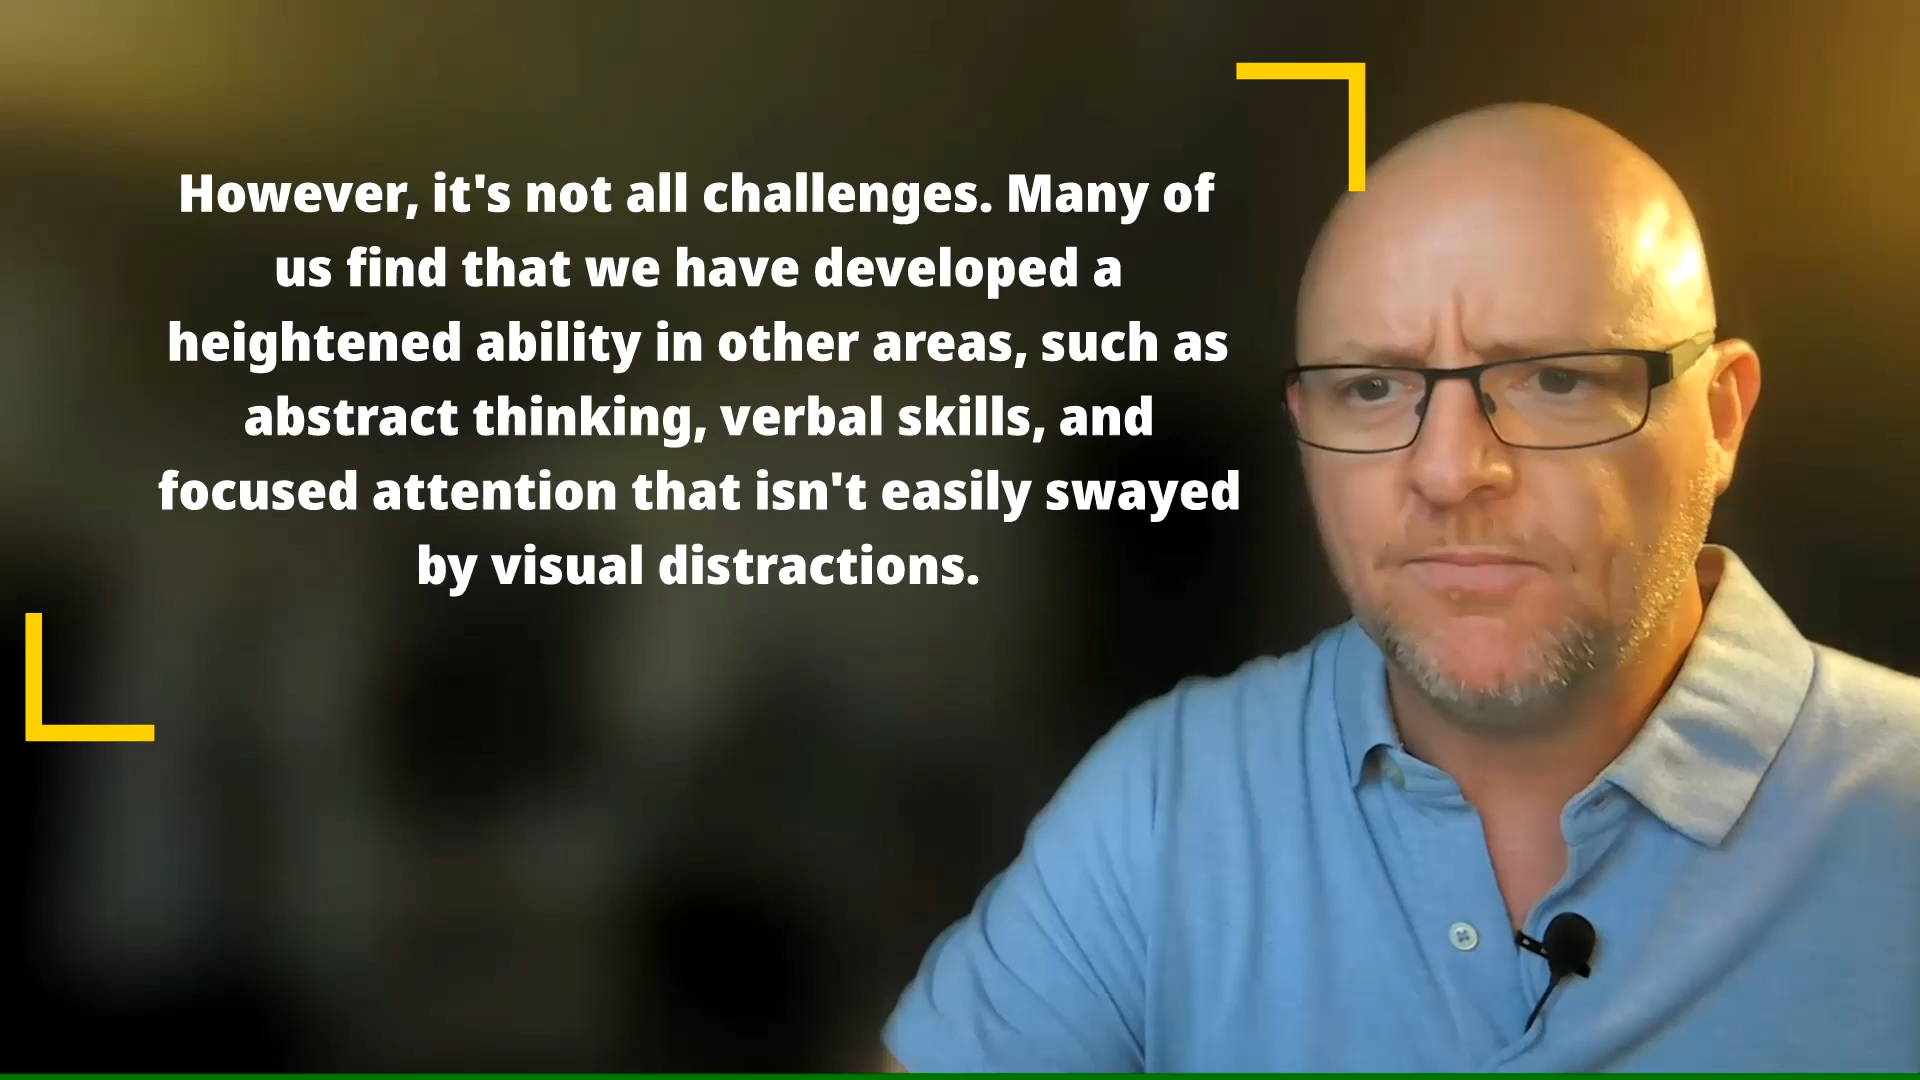 However, it's not all challenges. Many of
us find that we have developed a
heightened ability in other areas, such as
abstract thinking, verbal skills, and
focused attention that isn't easily swayed
by visual distractions.